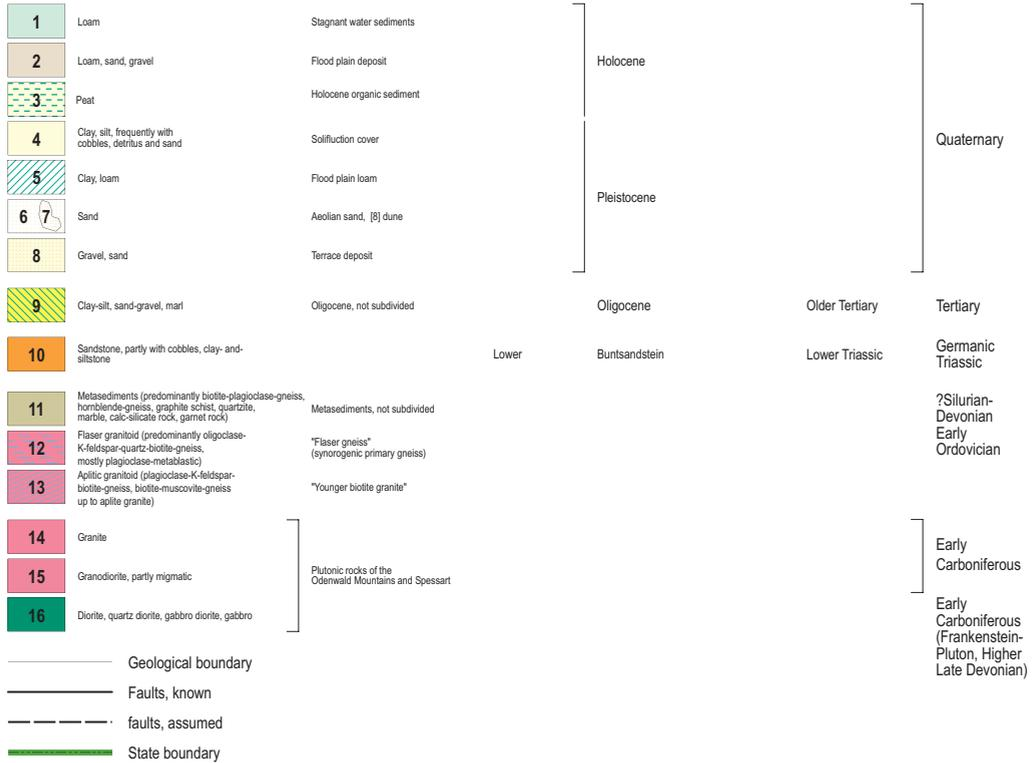 1 Loam Stagnant water sediments
2 Loam, sand, gravel Flood plain deposit Holocene
3 Peat Holocene organic sediment
4 Clay, silt, frequently with
cobbles, detritus and sand Solifluction cover Quaternary
5 Clay, loam Flood plain loam
Pleistocene
6 7 Sand Aeolian sand, [8] dune
8 Gravel, sand Terrace deposit
9 Clay-silt, sand-gravel, marl Oligocene, not subdivided Oligocene Older Tertiary Tertiary
10 Sandstone, partly with cobbles, clay- and-
siltstone Lower Buntsandstein Lower Triassic Germanic
Triassic
11 Metasediments (predominantly biotite-plagioclase-gneiss,
hornblende-gneiss, graphite schist, quartzite,
marble, calc-silicate rock, garnet rock) Metasediments, not subdivided
?Silurian-
Devonian
Early
Ordovician
12 Flaser granitoid (predominantly oligoclase-
K-feldspar-quartz-biotite-gneiss,
mostly plagioclase-metablastic)
"Flaser gneiss"
(synorogenic primary gneiss)
13 Aplitic granitoid (plagioclase-K-feldspar-
biotite-gneiss, biotite-muscovite-gneiss
up to aplite granite)
"Younger biotite granite"
14 Granite
Early
Carboniferous
15 Granodiorite, partly migmatic
Plutonic rocks of the
Odenwald Mountains and Spessart
16 Diorite, quartz diorite, gabbro diorite, gabbro
Early
Carboniferous
(Frankenstein-
Pluton, Higher
Late Devonian)
Geological boundary
Faults, known
faults, assumed
State boundary